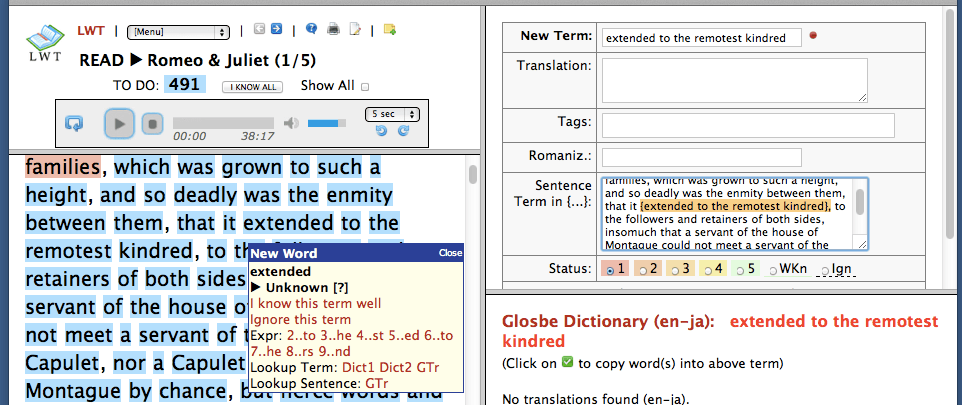 LWT | [Menu] | | |
LWT
READ ▶ Romeo & Juliet (1/5)
TO DO: 491 I KNOW ALL Show All
5 sec
00:00 38:17
families, which was grown to such a
height, and so deadly was the enmity
between them, that it extended to the
remotest kindred, to th
retainers of both sides
servant of the house o
not meet a servant of t
Capulet, nor a Capulet
Montague by chance, but fierce words and
New Word Close
extended
▶ Unknown [?]
I know this term well
Ignore this term
Expr: 2..to 3..he 4..st 5..ed 6..to
7..he 8..rs 9..nd
Lookup Term: Dict1 Dict2 GTr
Lookup Sentence: GTr
New Term: extended to the remotest kindred
Translation:
Tags:
Romaniz.:
Sentence
Term in {...}:
families, which was grown to such a height,
and so deadly was the enmity between them,
that it {extended to the remotest kindred}, to
the followers and retainers of both sides,
insomuch that a servant of the house of
Montague could not meet a servant of the
Status: 1 2 3 4 5 WKn Ign
Glosbe Dictionary (en-ja): extended to the remotest
kindred
(Click on to copy word(s) into above term)
No translations found (en-ja).